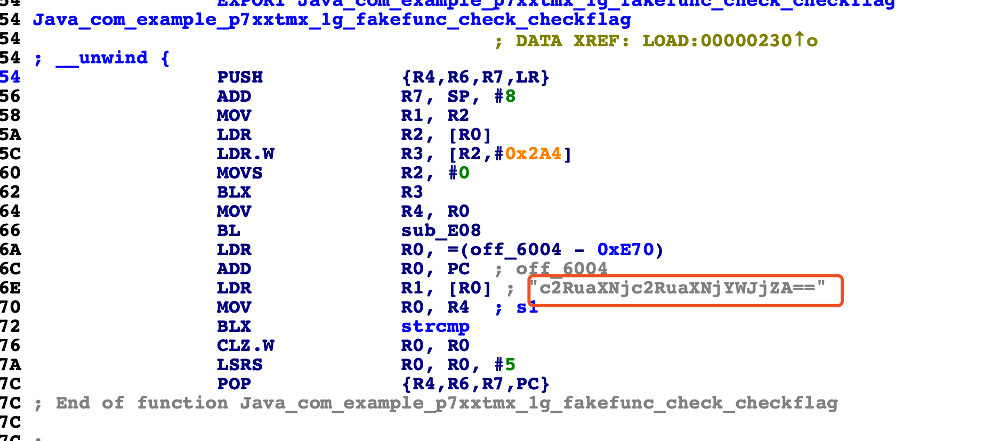 54 EXPORT Java_com_example_p7xxtmx_1g_fakefunc_check_checkflag
54 Java_com_example_p7xxtmx_1g_fakefunc_check_checkflag
54 ; DATA XREF: LOAD:00000230↑o
54 ; __unwind {
54 PUSH {R4,R6,R7,LR}
56 ADD R7, SP, #8
58 MOV R1, R2
5A LDR R2, [R0]
5C LDR.W R3, [R2,#0x2A4]
60 MOVS R2, #0
62 BLX R3
64 MOV R4, R0
66 BL sub_E08
6A LDR R0, =(off_6004 - 0xE70)
6C ADD R0, PC ; off_6004
6E LDR R1, [R0] ; "c2RuaXNjc2RuaXNjYWJjZA=="
70 MOV R0, R4 ; s1
72 BLX strcmp
76 CLZ.W R0, R0
7A LSRS R0, R0, #5
7C POP {R4,R6,R7,PC}
7C ; End of function Java_com_example_p7xxtmx_1g_fakefunc_check_checkflag
7C
7C ;